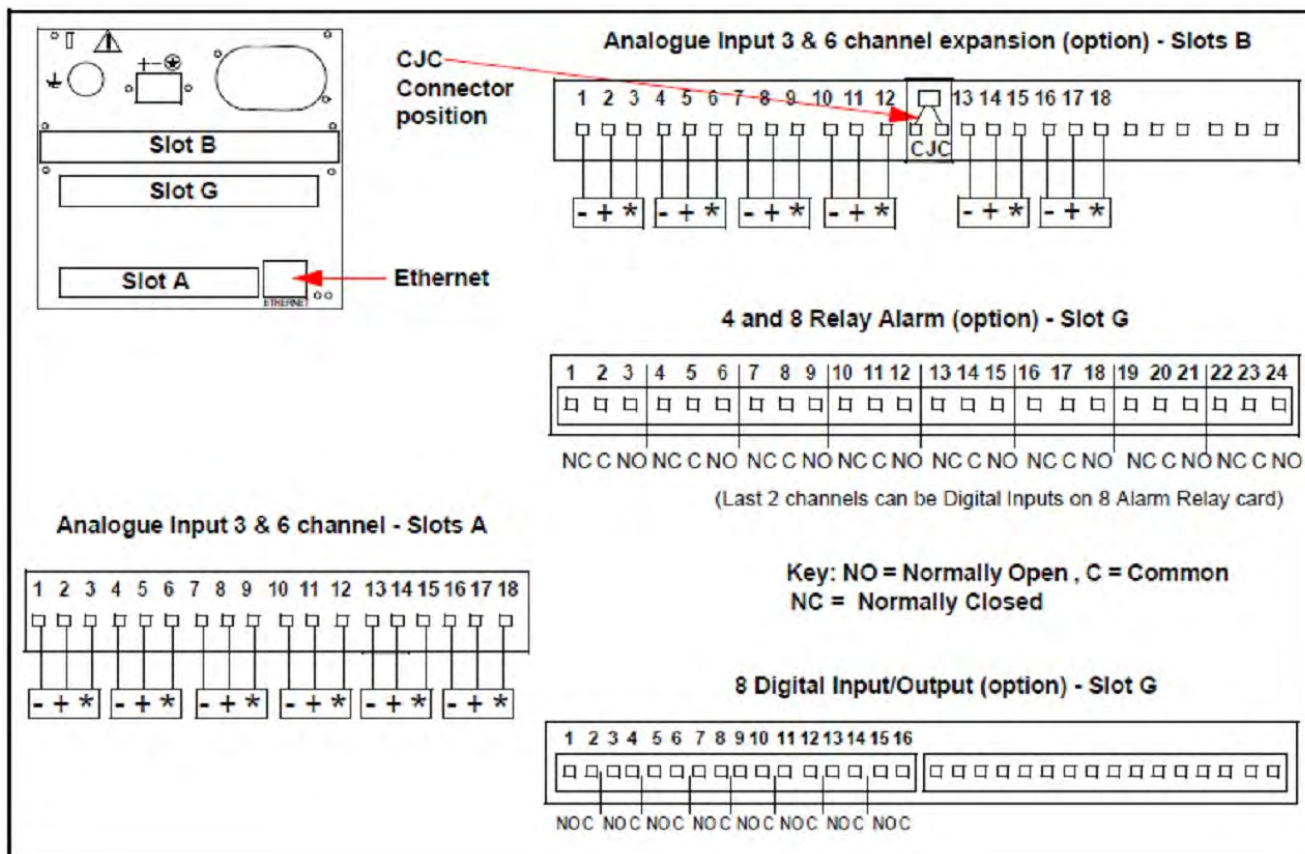 Analogue Input 3 & 6 channel expansion (option) - Slots B
CJC
Connector
position
+-
1 2 3 4 5 6 7 8 9 10 11 12 13 14 15 16 17 18
CJC
- + * - + * - + * - + * - + * - + *
Slot B
Slot G
Slot A
ETHERNET
Ethernet
4 and 8 Relay Alarm (option) - Slot G
1 2 3 4 5 6 7 8 9 10 11 12 13 14 15 16 17 18 19 20 21 22 23 24
NC C NO NC C NO NC C NO NC C NO NC C NO NC C NO NC C NO NC C NO
(Last 2 channels can be Digital Inputs on 8 Alarm Relay card)
Analogue Input 3 & 6 channel - Slots A
1 2 3 4 5 6 7 8 9 10 11 12 13 14 15 16 17 18
- + * - + * - + * - + * - + * - + *
Key: NO = Normally Open , C = Common
NC = Normally Closed
8 Digital Input/Output (option) - Slot G
1 2 3 4 5 6 7 8 9 10 11 12 13 14 15 16
NO C NO C NO C NO C NO C NO C NO C